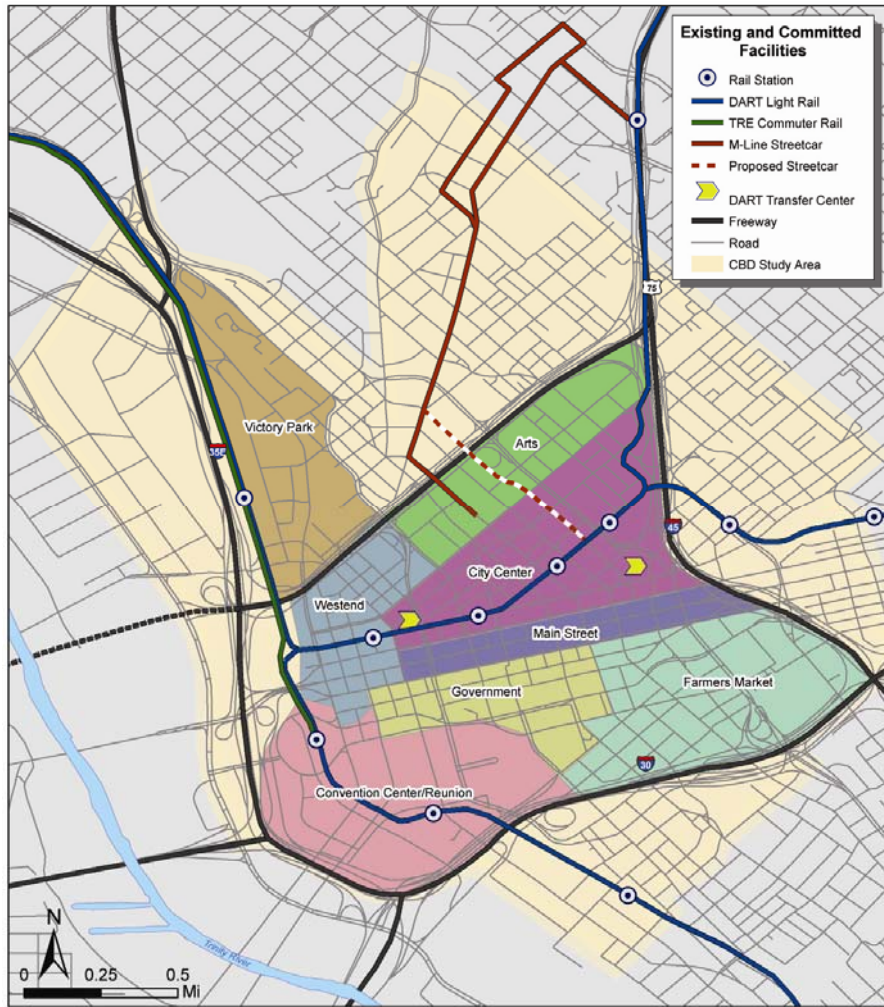 Existing and Committed
Facilities
Rail Station
DART Light Rail
TRE Commuter Rail
M-Line Streetcar
Proposed Streetcar
DART Transfer Center
Freeway
Road
CBD Study Area
75
Victory Park
Arts
35E
45
City Center
Westend
Main Street
Government
Farmers Market
30
Convention Center/Reunion
Trinity River
N
0 0.25 0.5
Mi